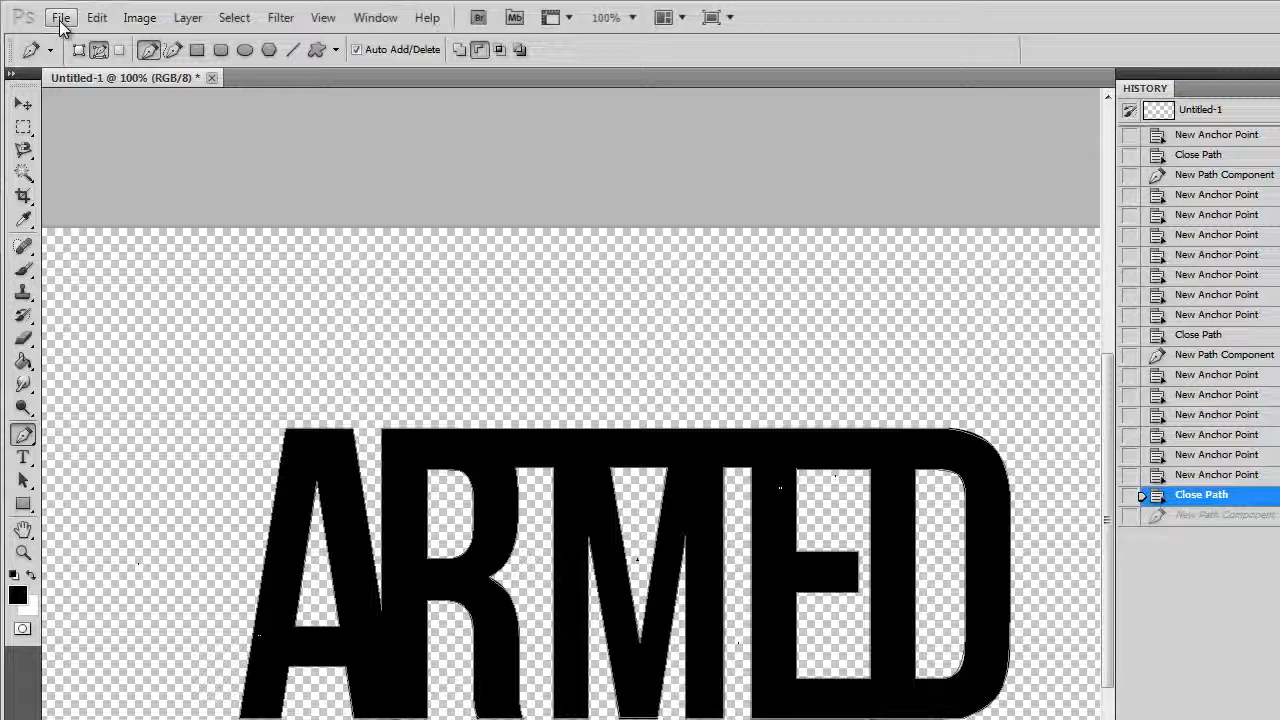 Ps File Edit Image Layer Select Filter View Window Help Br Mb 100%
Auto Add/Delete
Untitled-1 @ 100% (RGB/8) *
HISTORY
Untitled-1
New Anchor Point
Close Path
New Path Component
New Anchor Point
New Anchor Point
New Anchor Point
New Anchor Point
New Anchor Point
New Anchor Point
New Anchor Point
Close Path
New Path Component
New Anchor Point
New Anchor Point
New Anchor Point
New Anchor Point
New Anchor Point
New Anchor Point
Close Path
New Path Component
ARMED